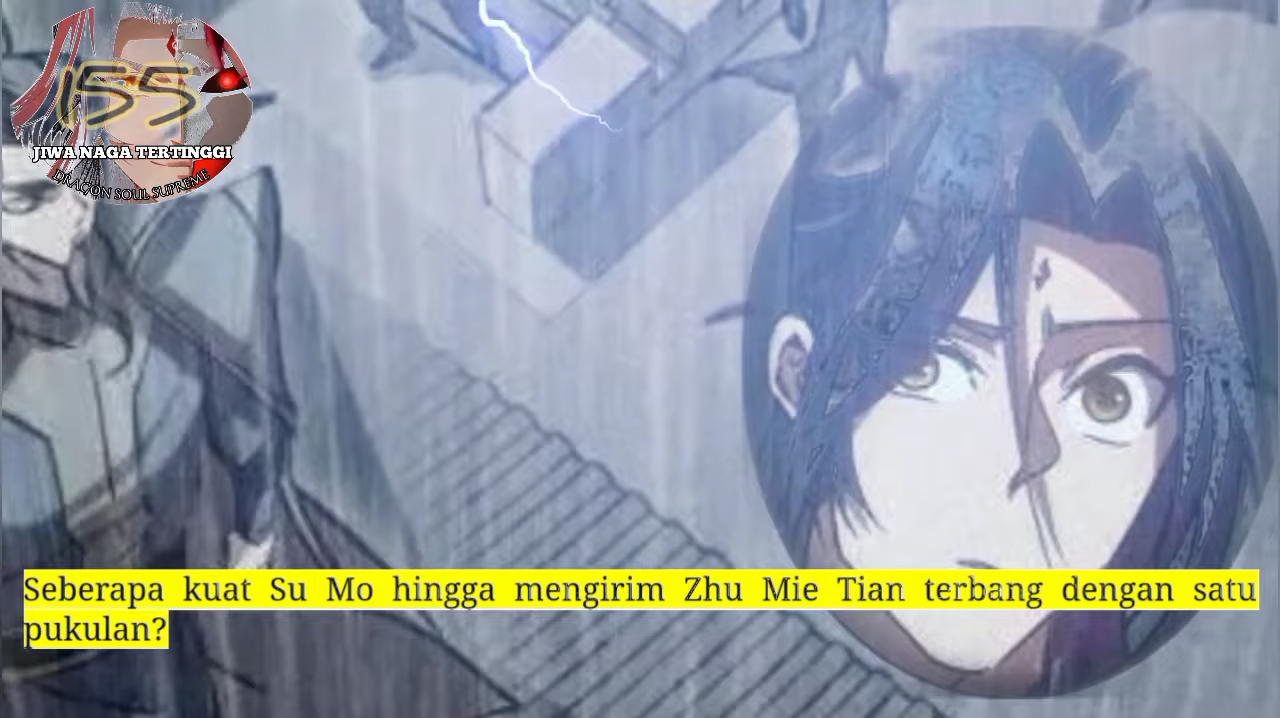 155
JIWA NAGA TERTINGGI
DRAGON SOUL SUPREME
Seberapa kuat Su Mo hingga mengirim Zhu Mie Tian terbang dengan satu
pukulan?